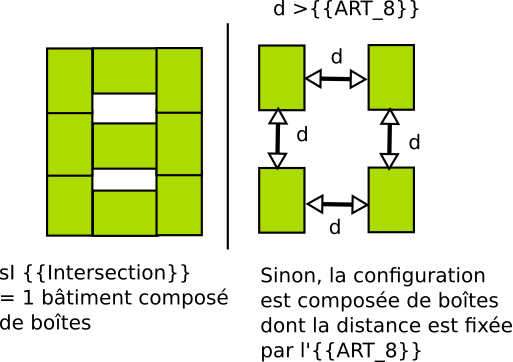 d >{{ART_8}}
d
d
d
d
sI {{Intersection}}
= 1 bâtiment composé
de boîtes
Sinon, la configuration
est composée de boîtes
dont la distance est fixée
par l'{{ART_8}}